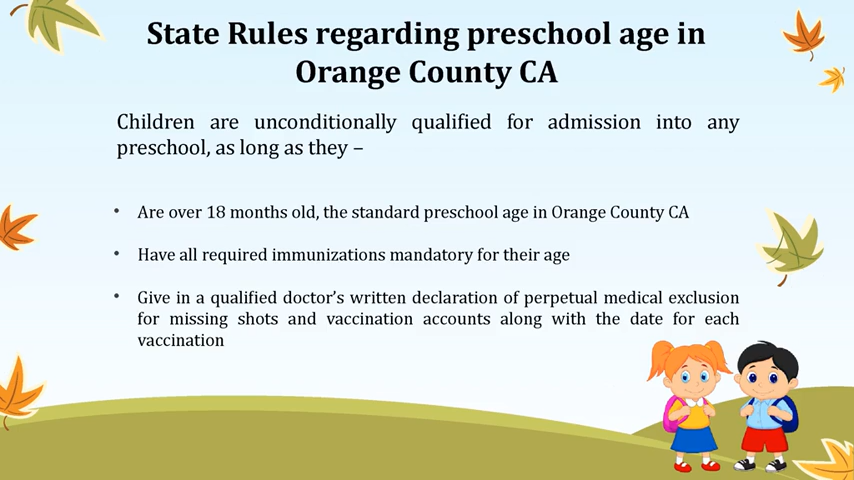 State Rules regarding preschool age in
Orange County CA
Children are unconditionally qualified for admission into any
preschool, as long as they –
• Are over 18 months old, the standard preschool age in Orange County CA
• Have all required immunizations mandatory for their age
• Give in a qualified doctor’s written declaration of perpetual medical exclusion
for missing shots and vaccination accounts along with the date for each
vaccination